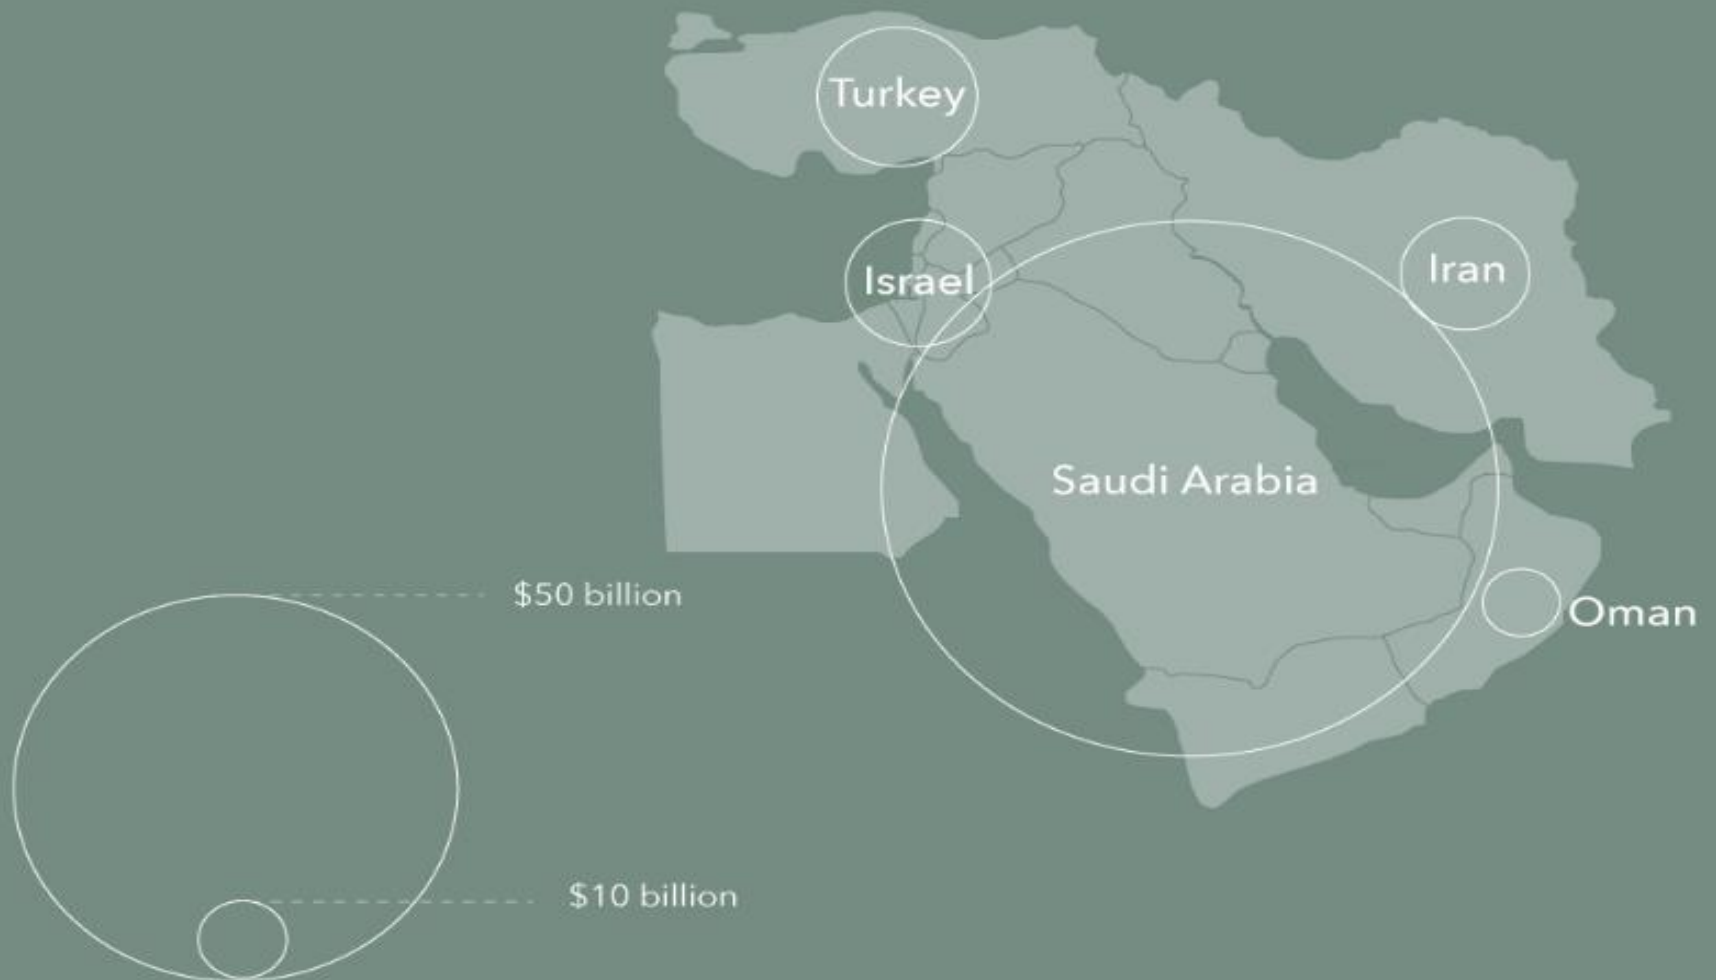 Turkey
Israel
Iran
Saudi Arabia
$50 billion
Oman
$10 billion